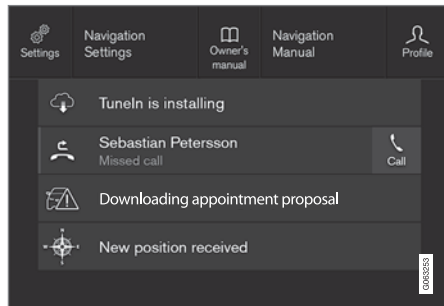 Settings
Navigation
Settings
Owner's
manual
Navigation
Manual
Profile
TuneIn is installing
Sebastian Petersson
Missed call
Call
Downloading appointment proposal
New position received
G063253